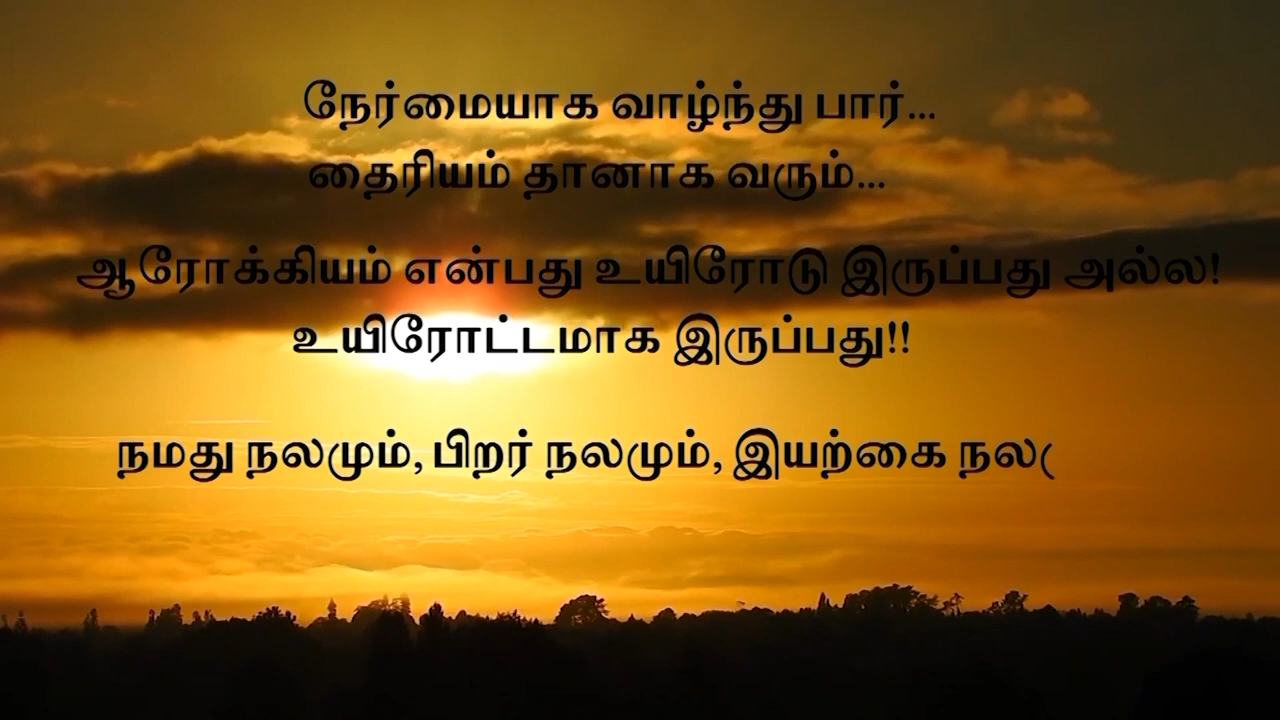 நேர்மையாக வாழ்ந்து பார்...
தைரியம் தானாக வரும்...
ஆரோக்கியம் என்பது உயிரோடு இருப்பது அல்ல!
உயிரோட்டமாக இருப்பது!!
நமது நலமும், பிறர் நலமும், இயற்கை நல